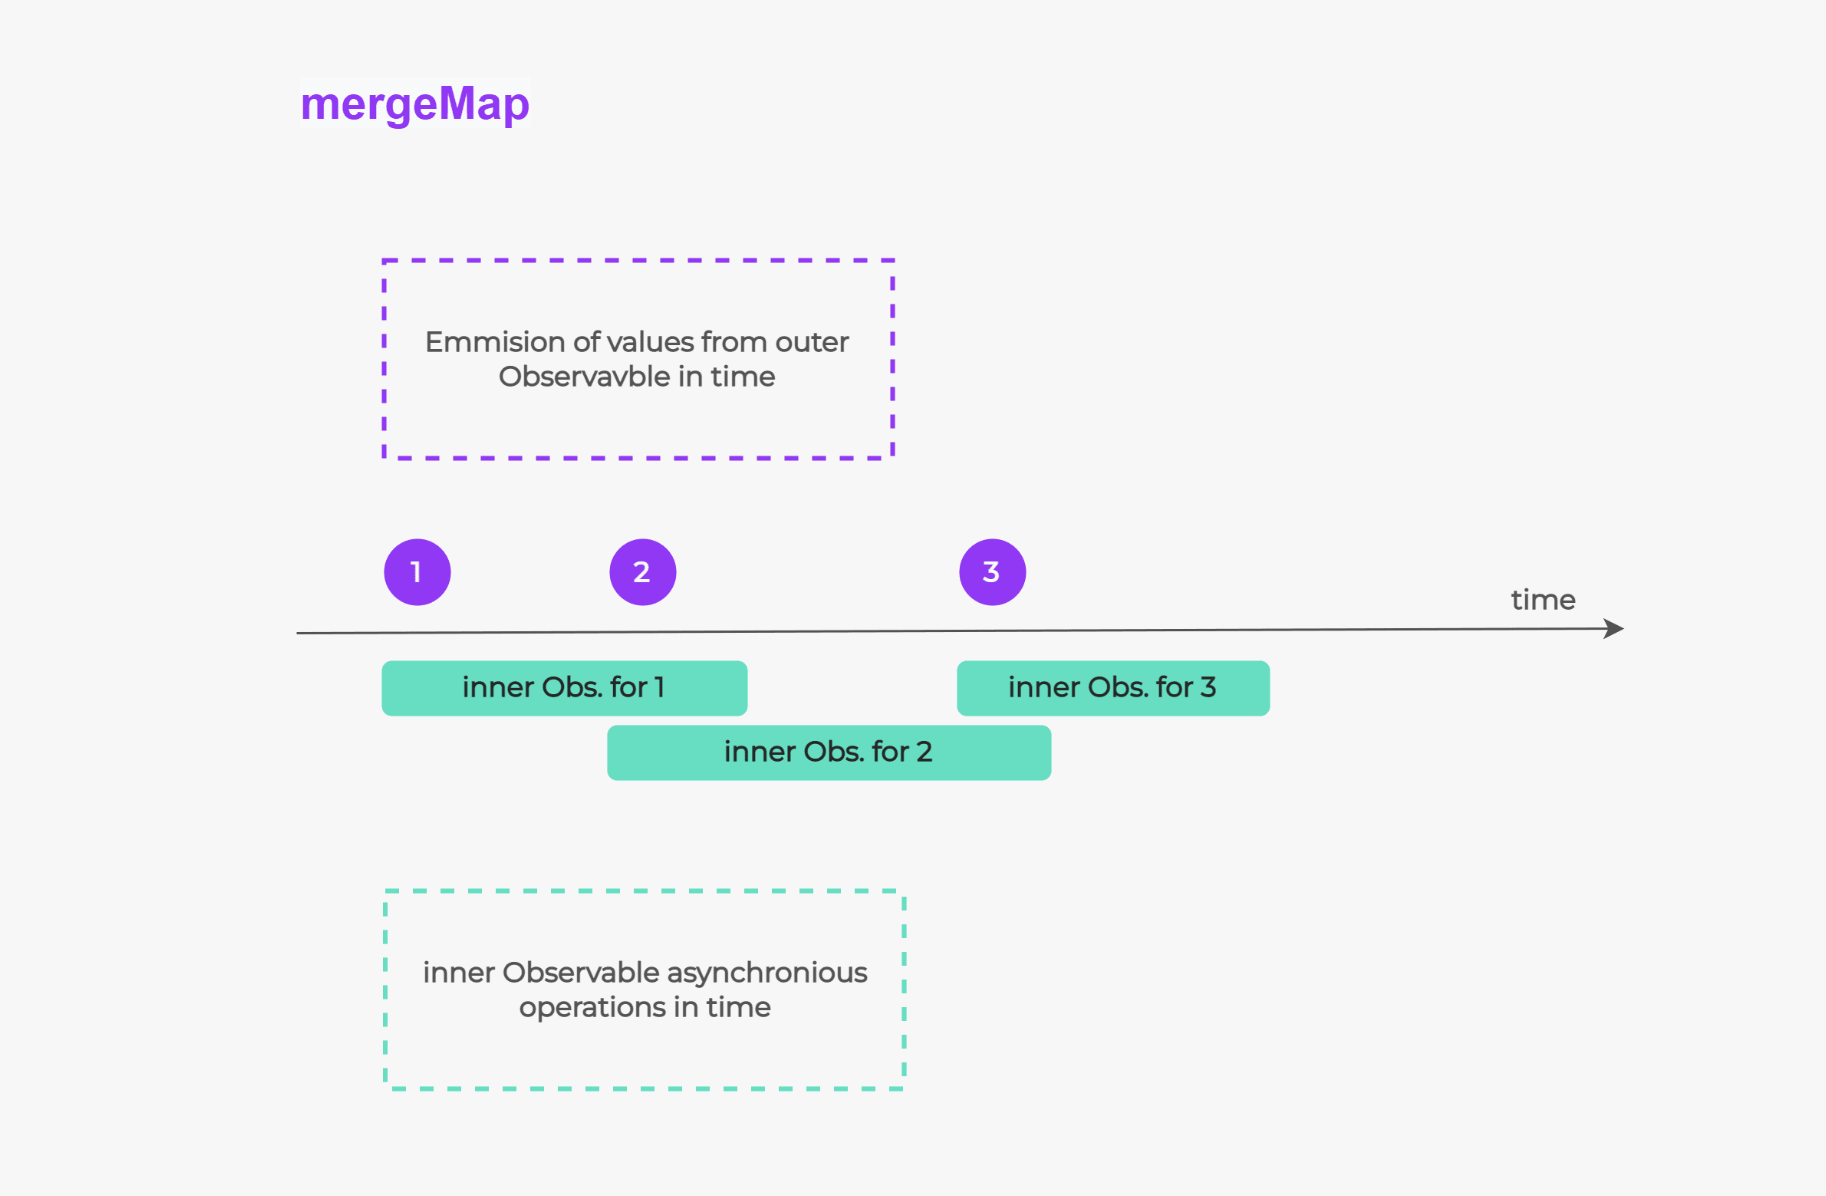 mergeMap
Emmision of values from outer
Observavble in time
1
2
3
time
inner Obs. for 1
inner Obs. for 3
inner Obs. for 2
inner Observable asynchronious
operations in time